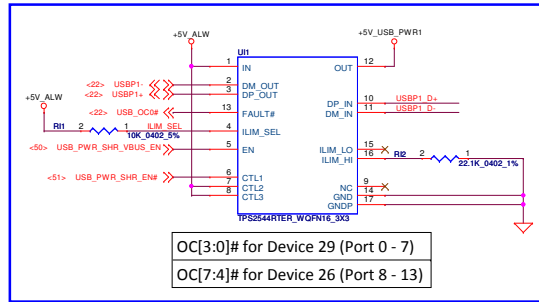 +5V_ALW
+5V_USB_PWR1
UI1
1 IN OUT 12
<22> USBP1- 2 DM_OUT
<22> USBP1+ 3 DP_OUT
DP_IN 10 USBP1_D+
DM_IN 11 USBP1_D-
<22> USB_OC0# 13 FAULT#
+5V_ALW
RI1 2 1 ILIM_SEL 4 ILIM_SEL
10K_0402_5%
<50> USB_PWR_SHR_VBUS_EN 5 EN
ILIM_LO 15
ILIM_HI 16 RI2 2 1
22.1K_0402_1%
<51> USB_PWR_SHR_EN# 6 CTL1
7 CTL2
8 CTL3
NC 9
GND 14
GNDP 17
TPS2544RTER_WQFN16_3X3
OC[3:0]# for Device 29 (Port 0 - 7)
OC[7:4]# for Device 26 (Port 8 - 13)